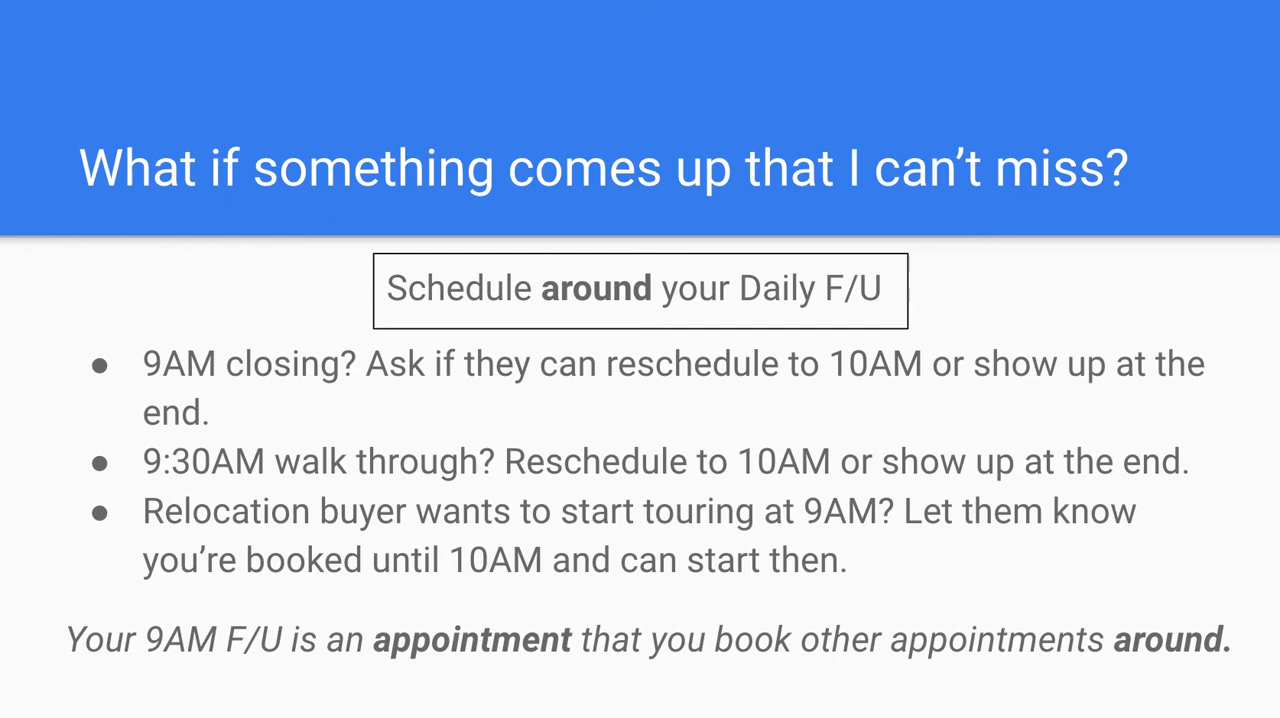 What if something comes up that I can’t miss?
Schedule around your Daily F/U
● 9AM closing? Ask if they can reschedule to 10AM or show up at the
end.
● 9:30AM walk through? Reschedule to 10AM or show up at the end.
● Relocation buyer wants to start touring at 9AM? Let them know
you’re booked until 10AM and can start then.
Your 9AM F/U is an appointment that you book other appointments around.